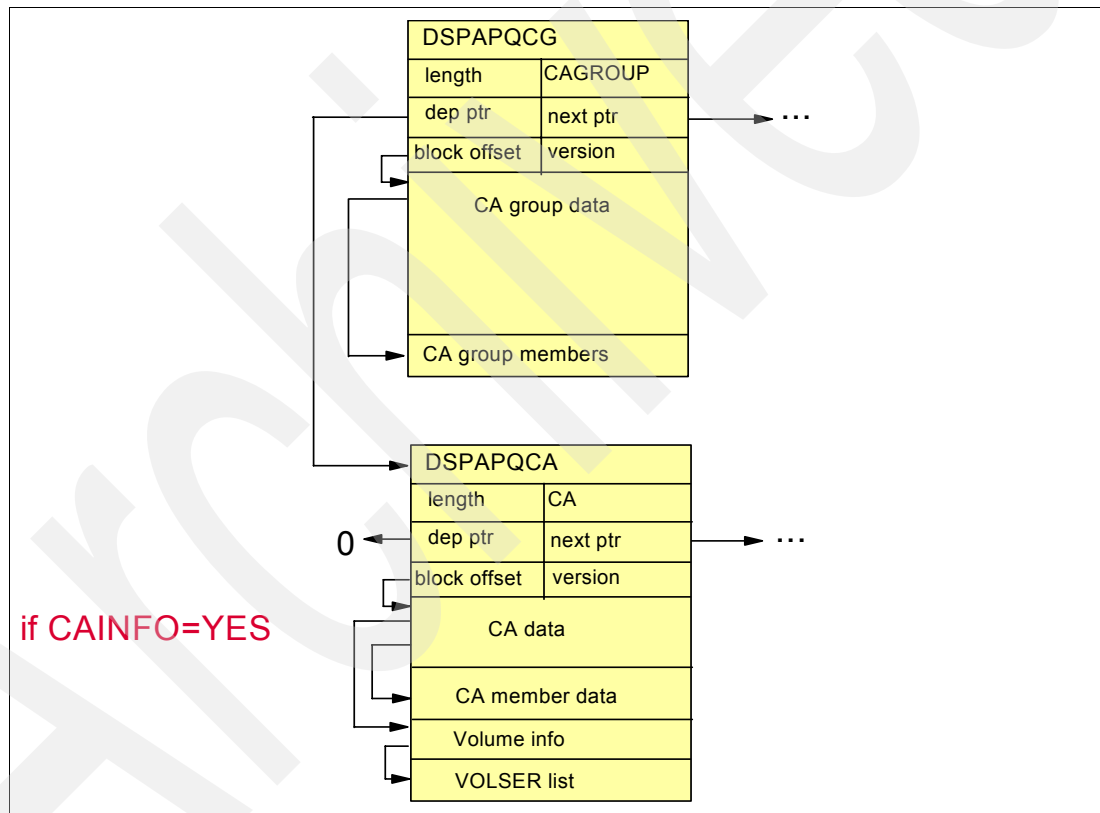 DSPAPQCG
length CAGROUP
dep ptr next ptr ...
block offset version
CA group data
CA group members
DSPAPQCA
length CA
0 dep ptr next ptr ...
block offset version
if CAINFO=YES
CA data
CA member data
Volume info
VOLSER list